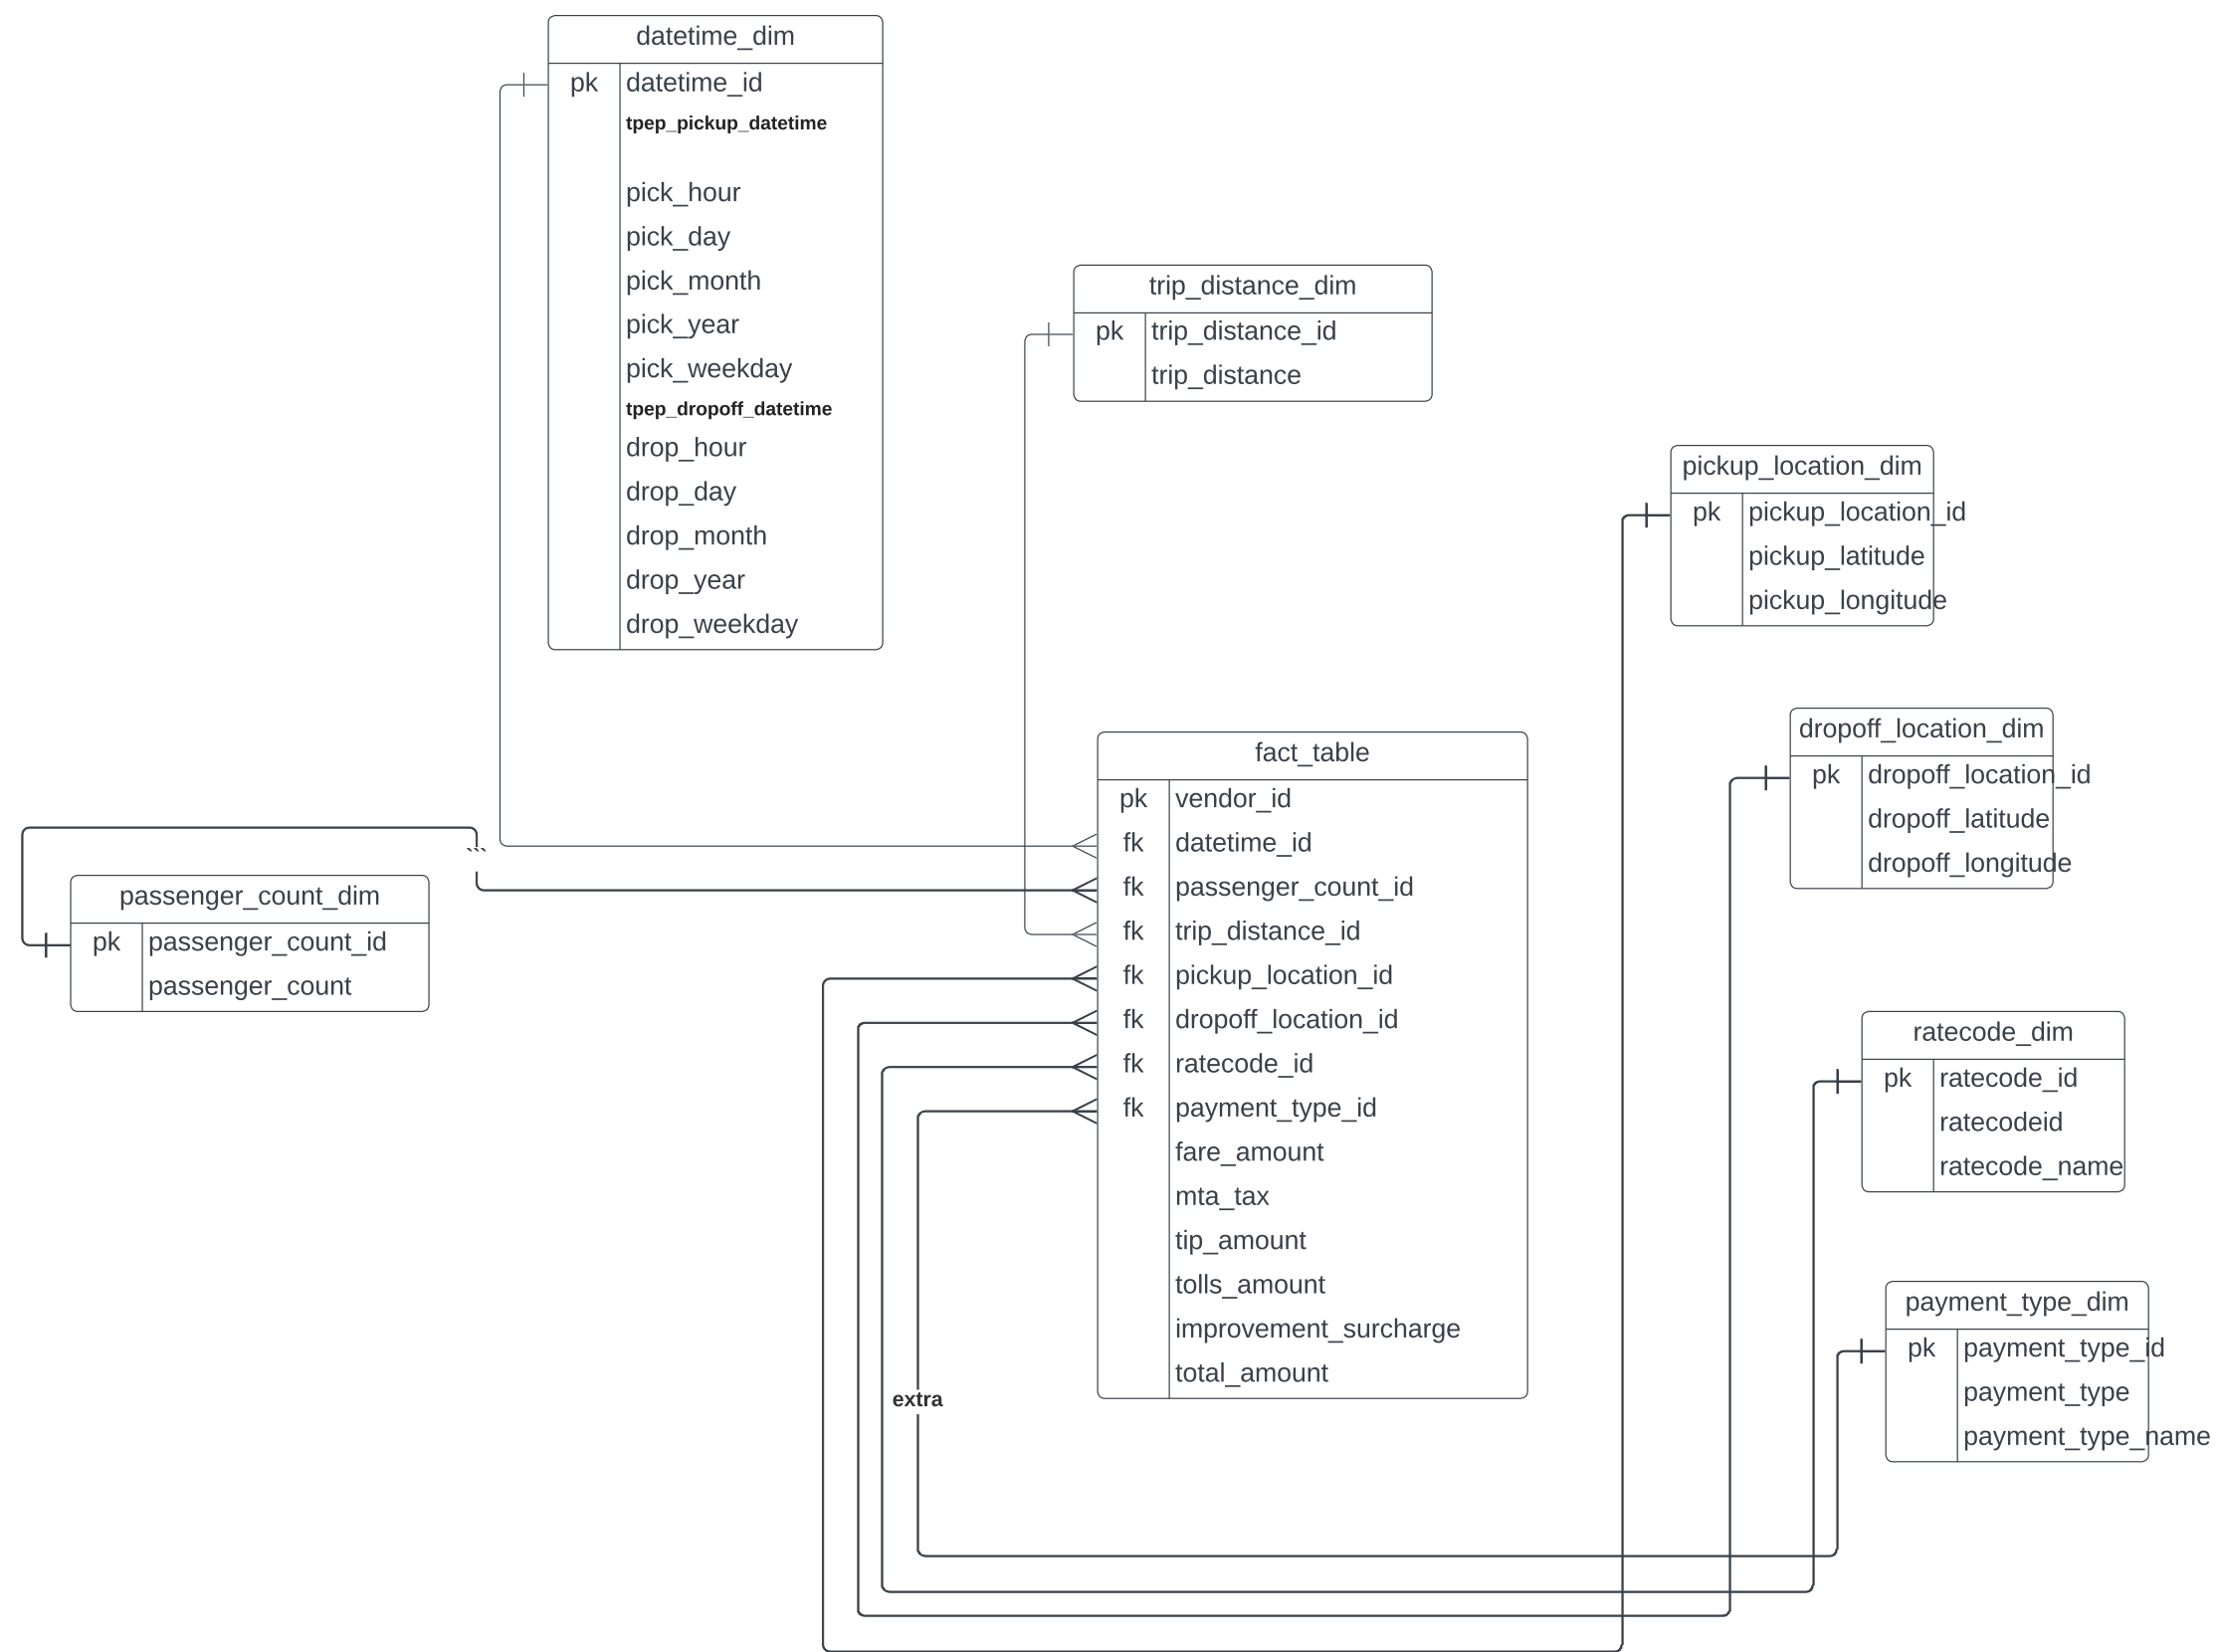 datetime_dim
pk datetime_id
tpep_pickup_datetime
pick_hour
pick_day
pick_month
pick_year
pick_weekday
tpep_dropoff_datetime
drop_hour
drop_day
drop_month
drop_year
drop_weekday
trip_distance_dim
pk trip_distance_id
trip_distance
pickup_location_dim
pk pickup_location_id
pickup_latitude
pickup_longitude
dropoff_location_dim
pk dropoff_location_id
dropoff_latitude
dropoff_longitude
fact_table
pk vendor_id
fk datetime_id
fk passenger_count_id
fk trip_distance_id
fk pickup_location_id
fk dropoff_location_id
fk ratecode_id
fk payment_type_id
fare_amount
mta_tax
tip_amount
tolls_amount
improvement_surcharge
total_amount
```
passenger_count_dim
pk passenger_count_id
passenger_count
ratecode_dim
pk ratecode_id
ratecodeid
ratecode_name
payment_type_dim
pk payment_type_id
payment_type
payment_type_name
extra